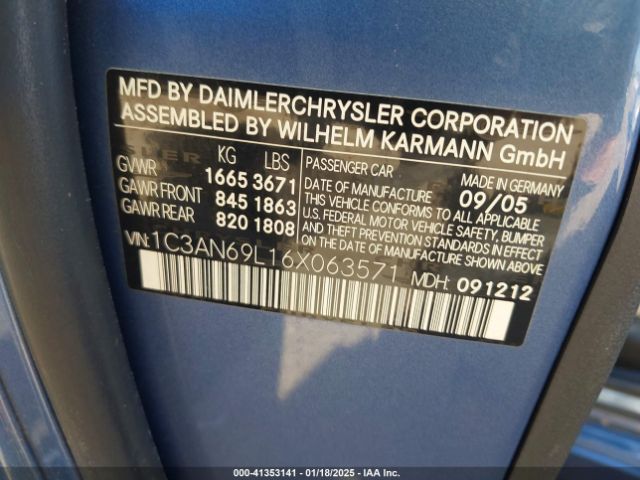 MFD BY DAIMLERCHRYSLER CORPORATION
ASSEMBLED BY WILHELM KARMANN GmbH
KG LBS
GVWR 1665 3671
GAWR FRONT 845 1863
GAWR REAR 820 1808
PASSENGER CAR MADE IN GERMANY
DATE OF MANUFACTURE 09/05
THIS VEHICLE CONFORMS TO ALL APPLICABLE
U.S. FEDERAL MOTOR VEHICLE SAFETY, BUMPER
AND THEFT PREVENTION STANDARDS IN EFFECT
ON THE DATE OF MANUFACTURE SHOWN ABOVE.
VIN: 1C3AN69L16X063571 MDH: 091212
000-41353141 - 01/18/2025 - IAA Inc.